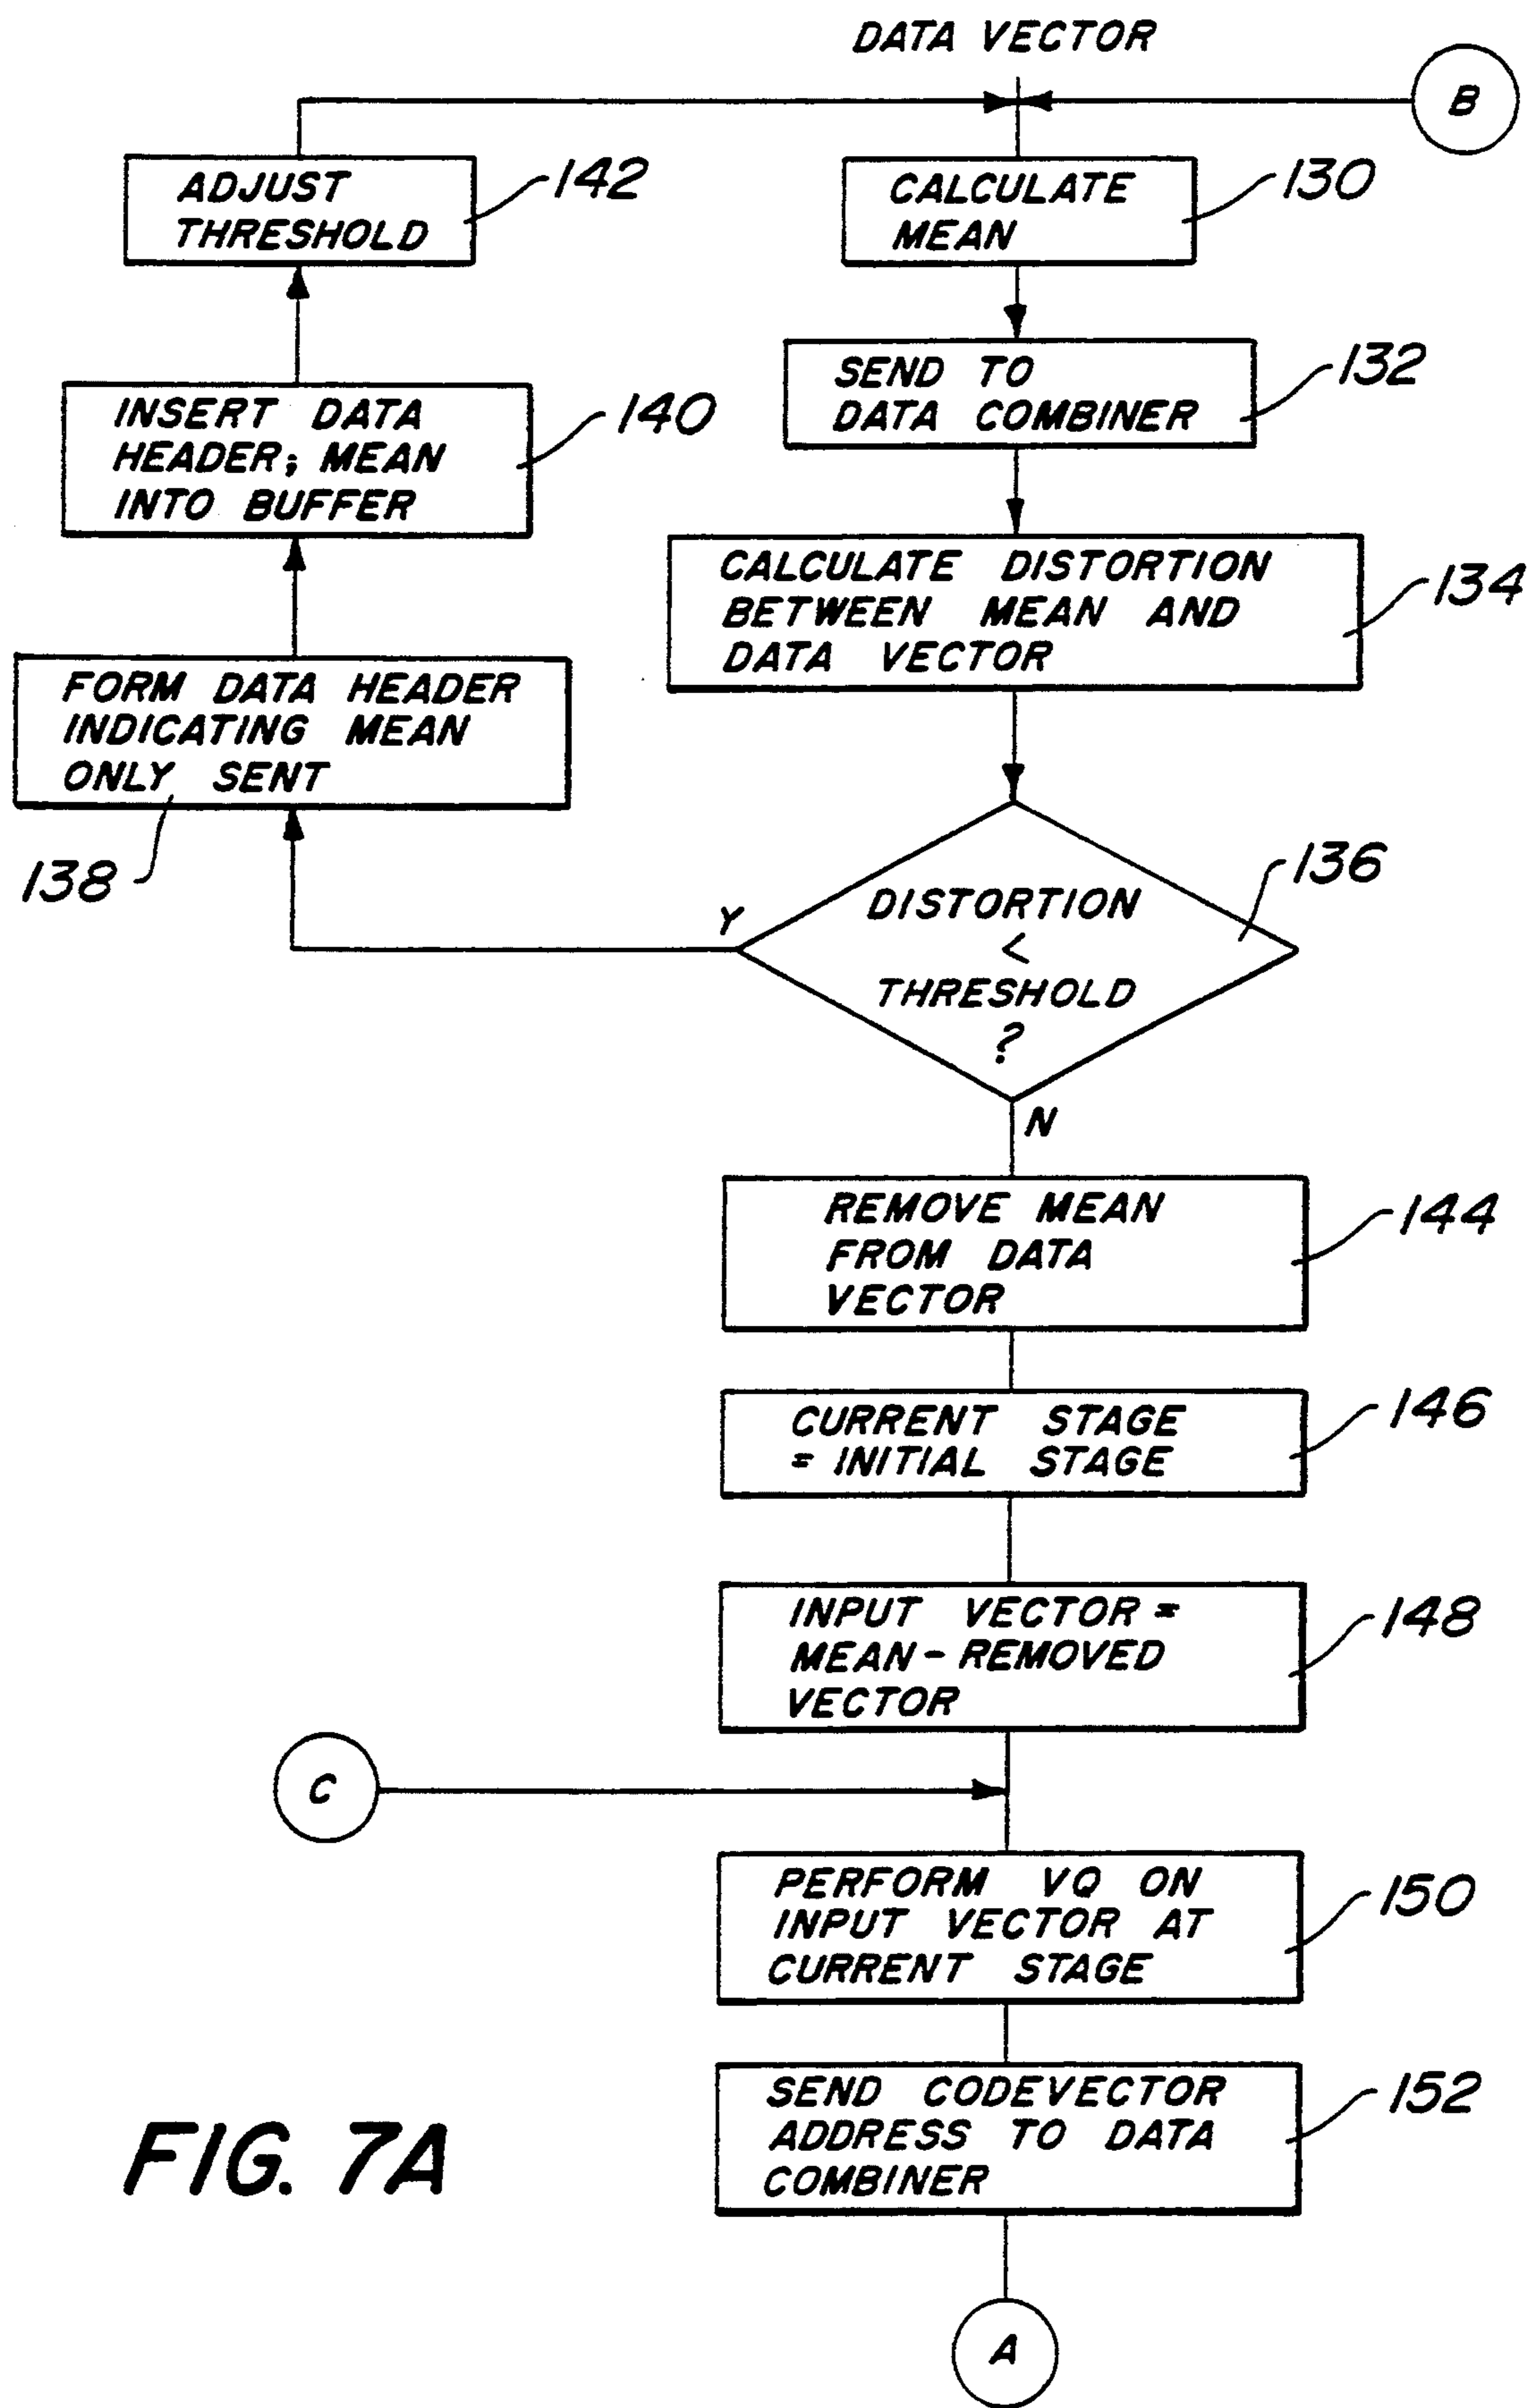 DATA VECTOR
B
ADJUST
THRESHOLD
142
CALCULATE
MEAN
130
SEND TO
DATA COMBINER
132
INSERT DATA
HEADER; MEAN
INTO BUFFER
140
CALCULATE DISTORTION
BETWEEN MEAN AND
DATA VECTOR
134
FORM DATA HEADER
INDICATING MEAN
ONLY SENT
138
DISTORTION
<
THRESHOLD
?
136
Y
N
REMOVE MEAN
FROM DATA
VECTOR
144
CURRENT STAGE
= INITIAL STAGE
146
INPUT VECTOR =
MEAN - REMOVED
VECTOR
148
C
PERFORM VQ ON
INPUT VECTOR AT
CURRENT STAGE
150
SEND CODEVECTOR
ADDRESS TO DATA
COMBINER
152
FIG. 7A
A